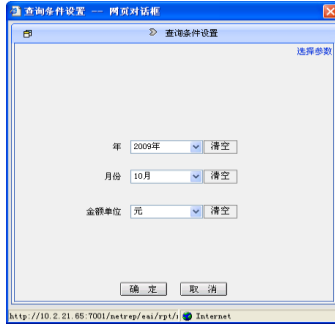 查询条件设置 -- 网页对话框
查询条件设置
选择参数
年 2009年 清空
月份 10月 清空
金额单位 元 清空
确 定 取 消
http://10.2.21.65:7001/netrep/eai/rpt/ Internet